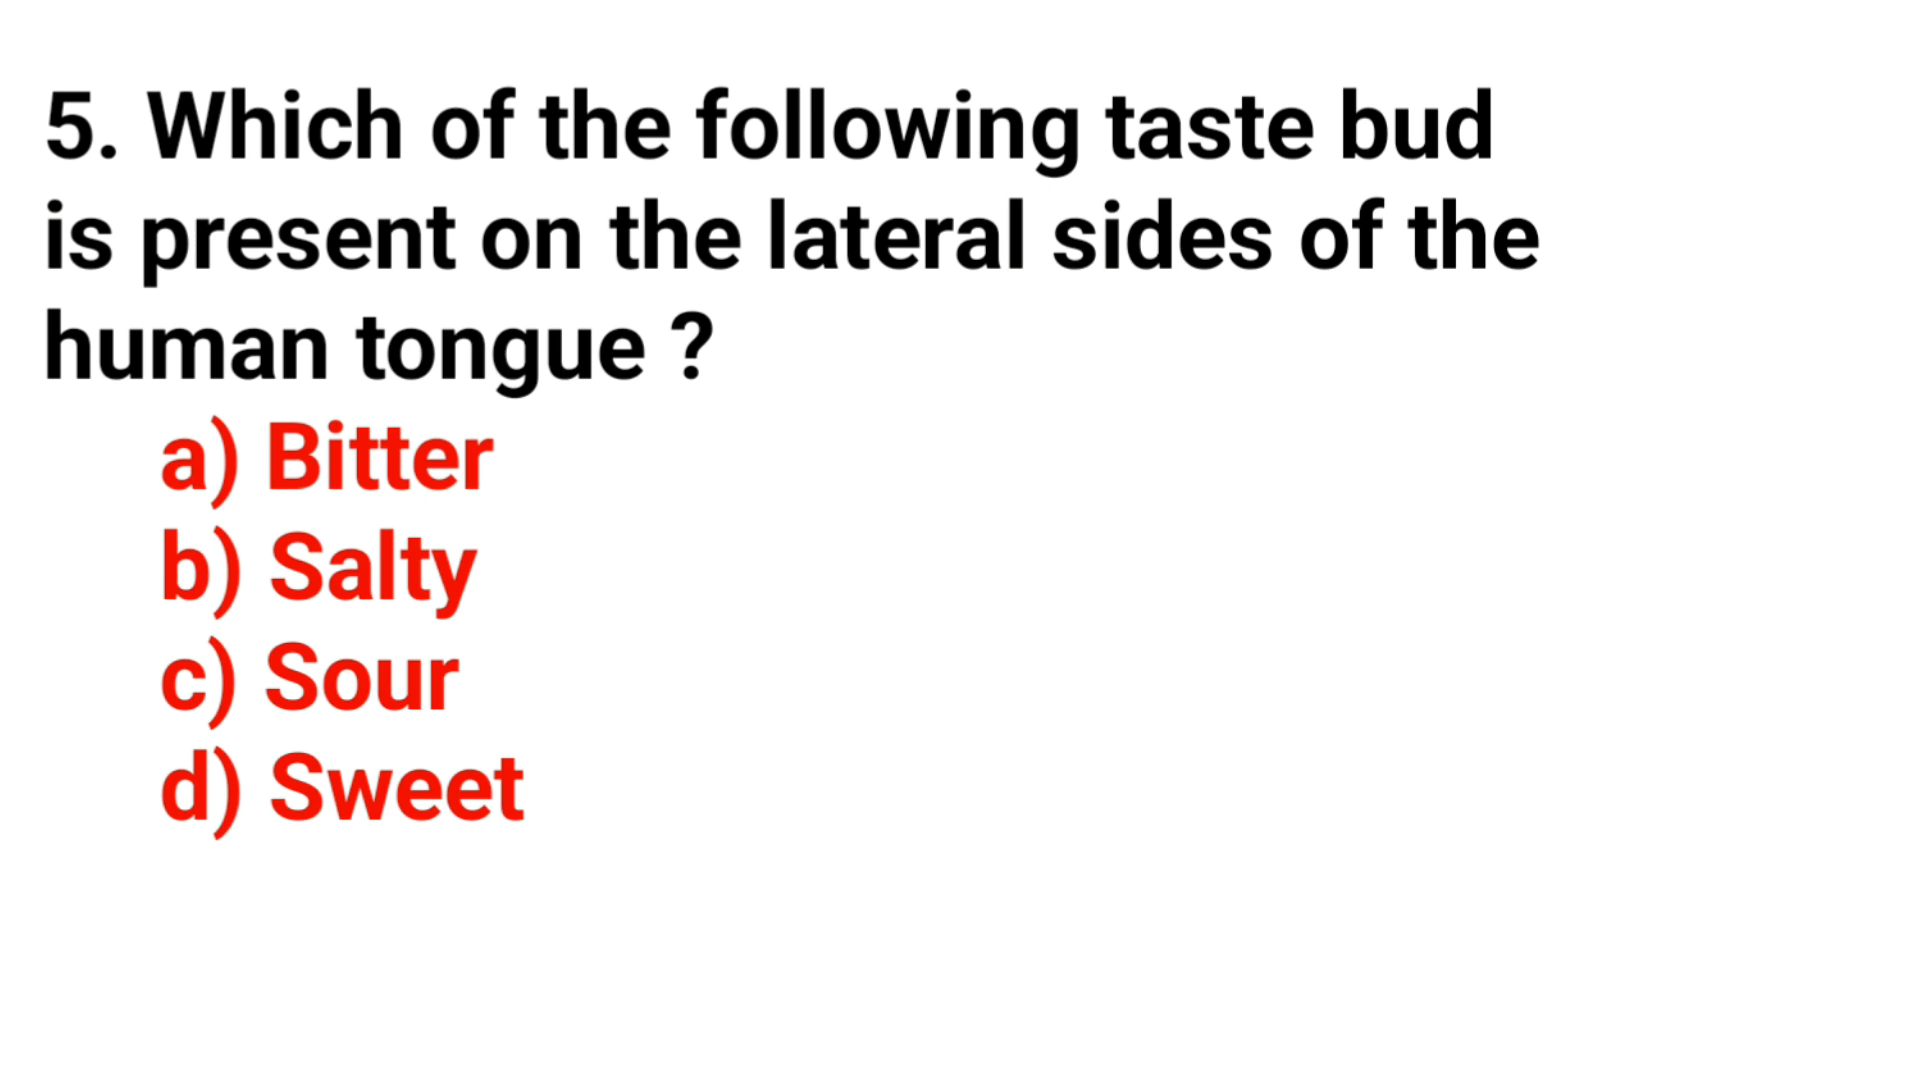 5. Which of the following taste bud
is present on the lateral sides of the
human tongue ?
a) Bitter
b) Salty
c) Sour
d) Sweet